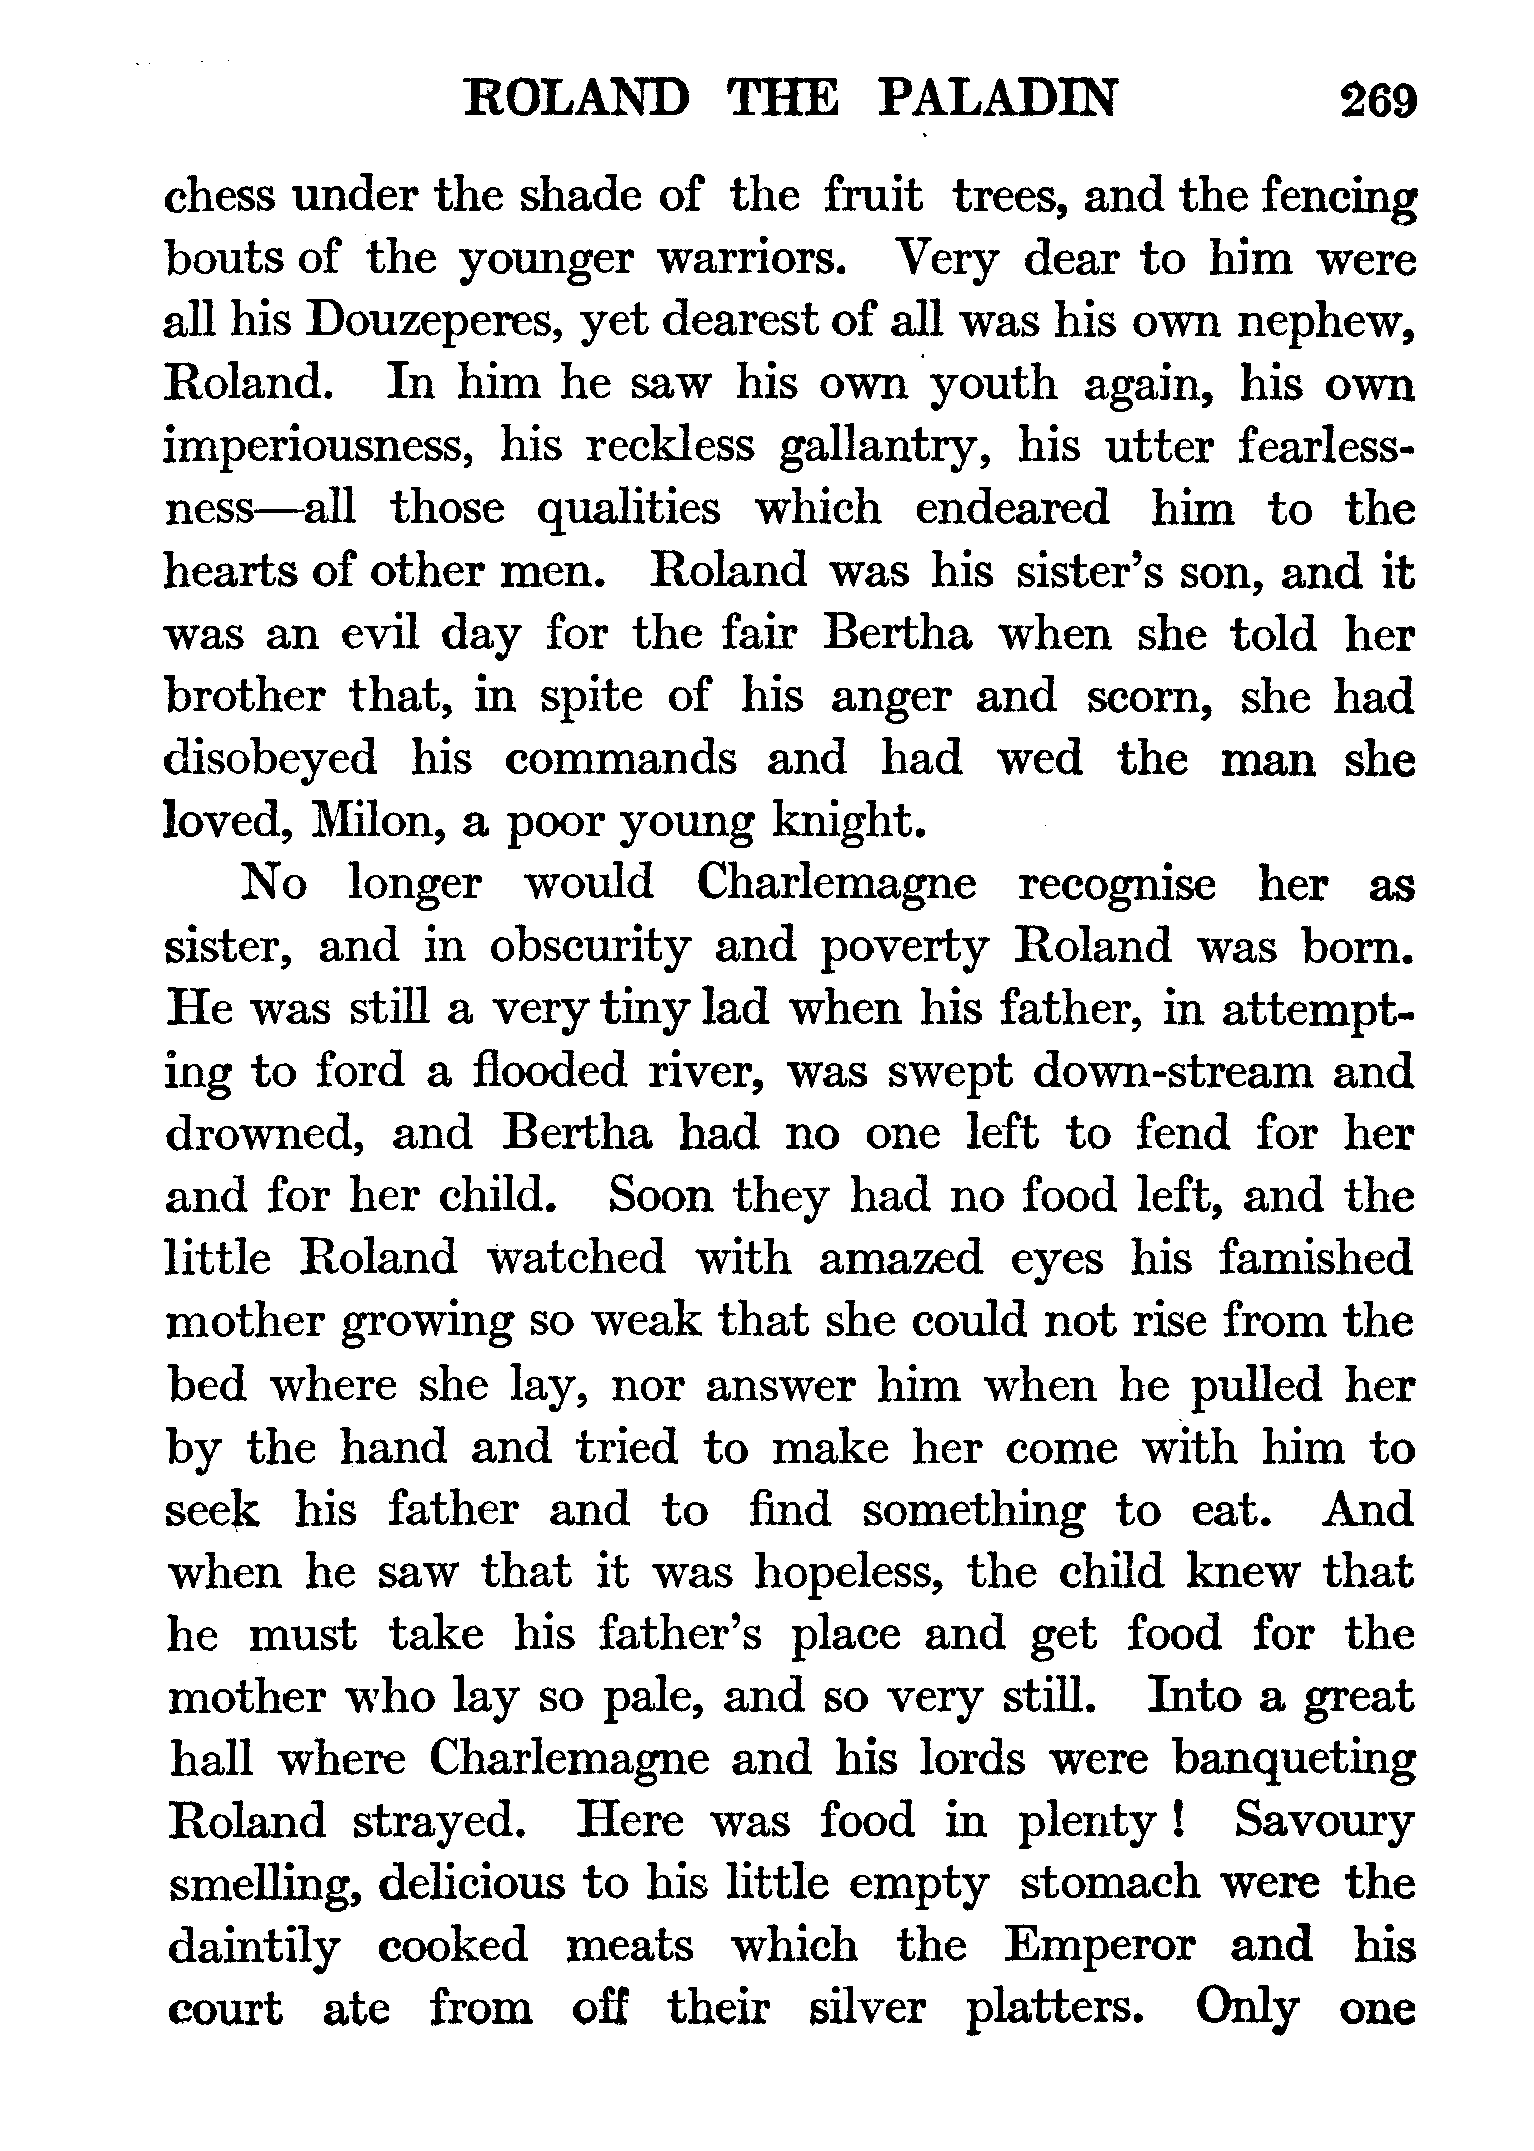 ROLAND THE PALADIN 269
chess under the shade of the fruit trees, and the fencing
bouts of the younger warriors. Very dear to him were
all his Douzeperes, yet dearest of all was his own nephew,
Roland. In him he saw his own youth again, his own
imperiousness, his reckless gallantry, his utter fearless-
ness—all those qualities which endeared him to the
hearts of other men. Roland was his sister's son, and it
was an evil day for the fair Bertha when she told her
brother that, in spite of his anger and scorn, she had
disobeyed his commands and had wed the man she
loved, Milon, a poor young knight.
No longer would Charlemagne recognise her as
sister, and in obscurity and poverty Roland was born.
He was still a very tiny lad when his father, in attempt-
ing to ford a flooded river, was swept down-stream and
drowned, and Bertha had no one left to fend for her
and for her child. Soon they had no food left, and the
little Roland watched with amazed eyes his famished
mother growing so weak that she could not rise from the
bed where she lay, nor answer him when he pulled her
by the hand and tried to make her come with him to
seek his father and to find something to eat. And
when he saw that it was hopeless, the child knew that
he must take his father's place and get food for the
mother who lay so pale, and so very still. Into a great
hall where Charlemagne and his lords were banqueting
Roland strayed. Here was food in plenty ! Savoury
smelling, delicious to his little empty stomach were the
daintily cooked meats which the Emperor and his
court ate from off their silver platters. Only one